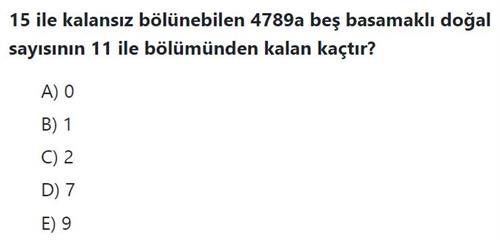 15 ile kalansız bölünebilen 4789a beş basamaklı doğal
sayısının 11 ile bölümünden kalan kaçtır?
A) 0
B) 1
C) 2
D) 7
E) 9